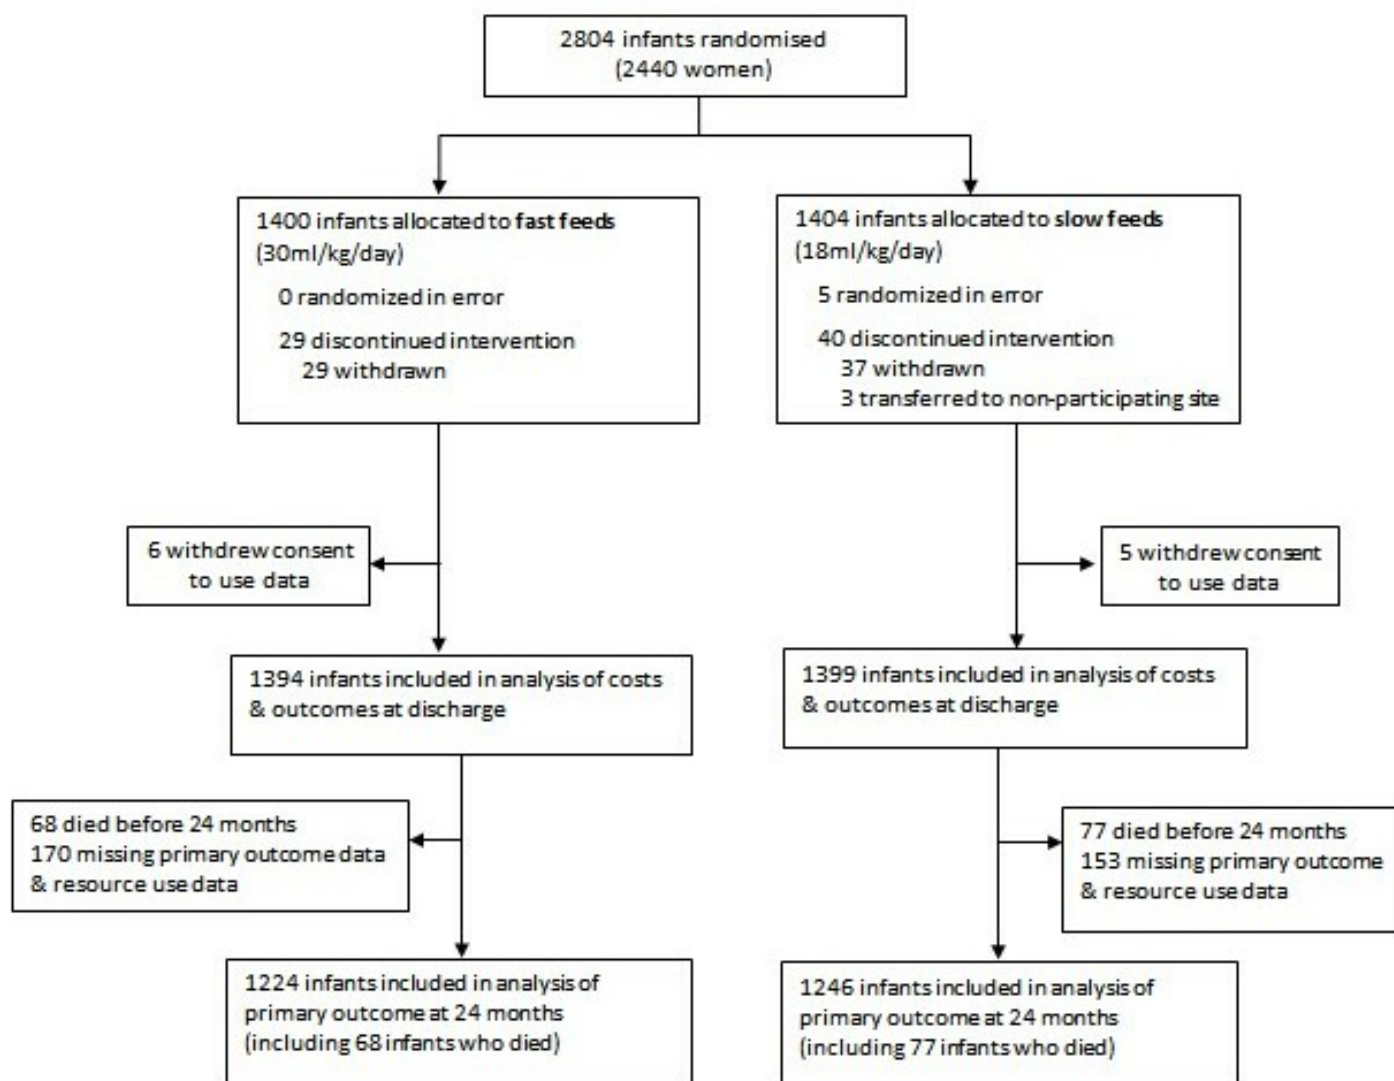 2804 infants randomised
(2440 women)
1400 infants allocated to fast feeds
(30ml/kg/day)
0 randomized in error
29 discontinued intervention
29 withdrawn
1404 infants allocated to slow feeds
(18ml/kg/day)
5 randomized in error
40 discontinued intervention
37 withdrawn
3 transferred to non-participating site
6 withdrew consent
to use data
5 withdrew consent
to use data
1394 infants included in analysis of costs
& outcomes at discharge
1399 infants included in analysis of costs
& outcomes at discharge
68 died before 24 months
170 missing primary outcome data
& resource use data
77 died before 24 months
153 missing primary outcome
& resource use data
1224 infants included in analysis of
primary outcome at 24 months
(including 68 infants who died)
1246 infants included in analysis of
primary outcome at 24 months
(including 77 infants who died)